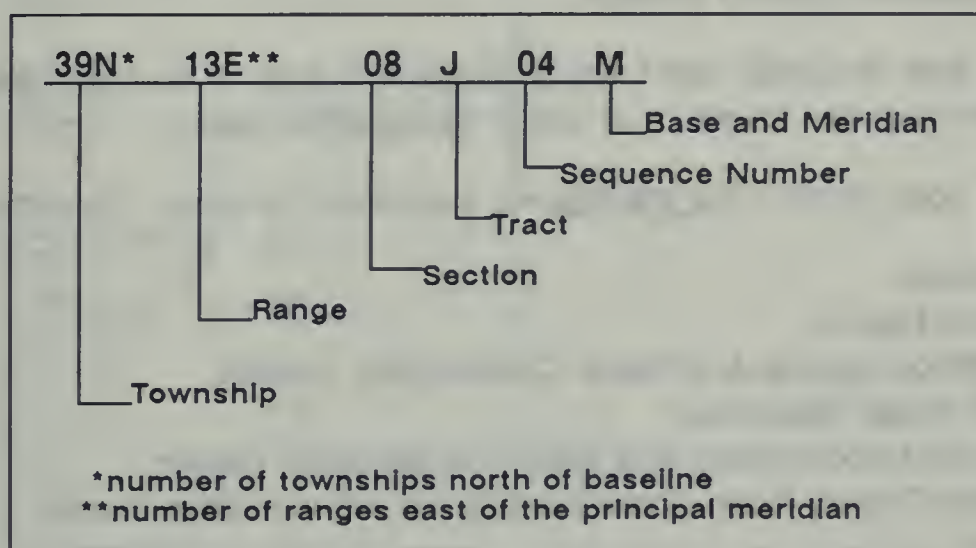 39N* 13E** 08 J 04 M
Base and Meridian
Sequence Number
Tract
Section
Range
Township
*number of townships north of baseline
**number of ranges east of the principal meridian